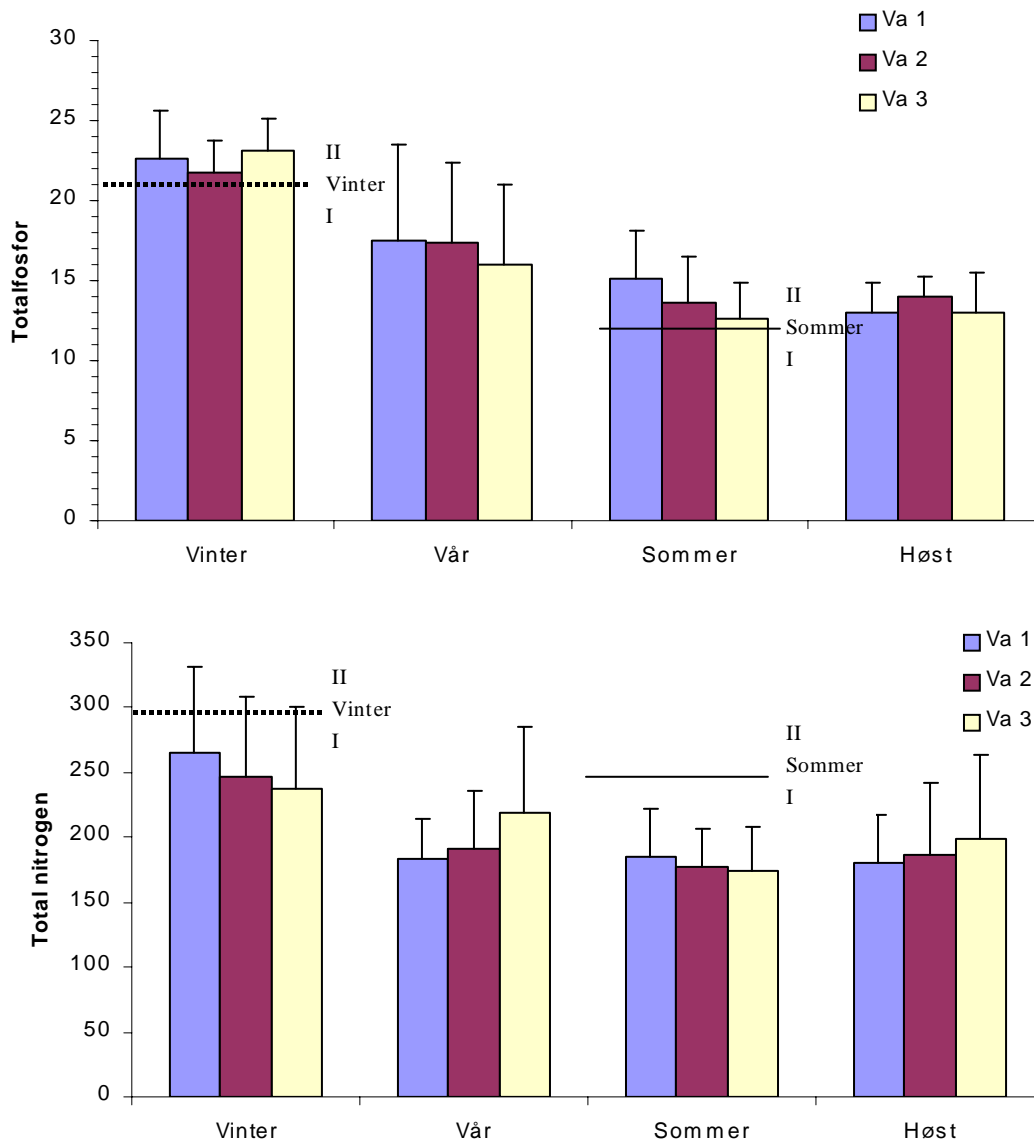 Va 1
Va 2
Va 3
Totalfosfor
30
25
20
15
10
5
0
II
Vinter
I
II
Sommer
I
Vinter Vår Sommer Høst
Va 1
Va 2
Va 3
Total nitrogen
350
300
250
200
150
100
50
0
II
Vinter
I
II
Sommer
I
Vinter Vår Sommer Høst